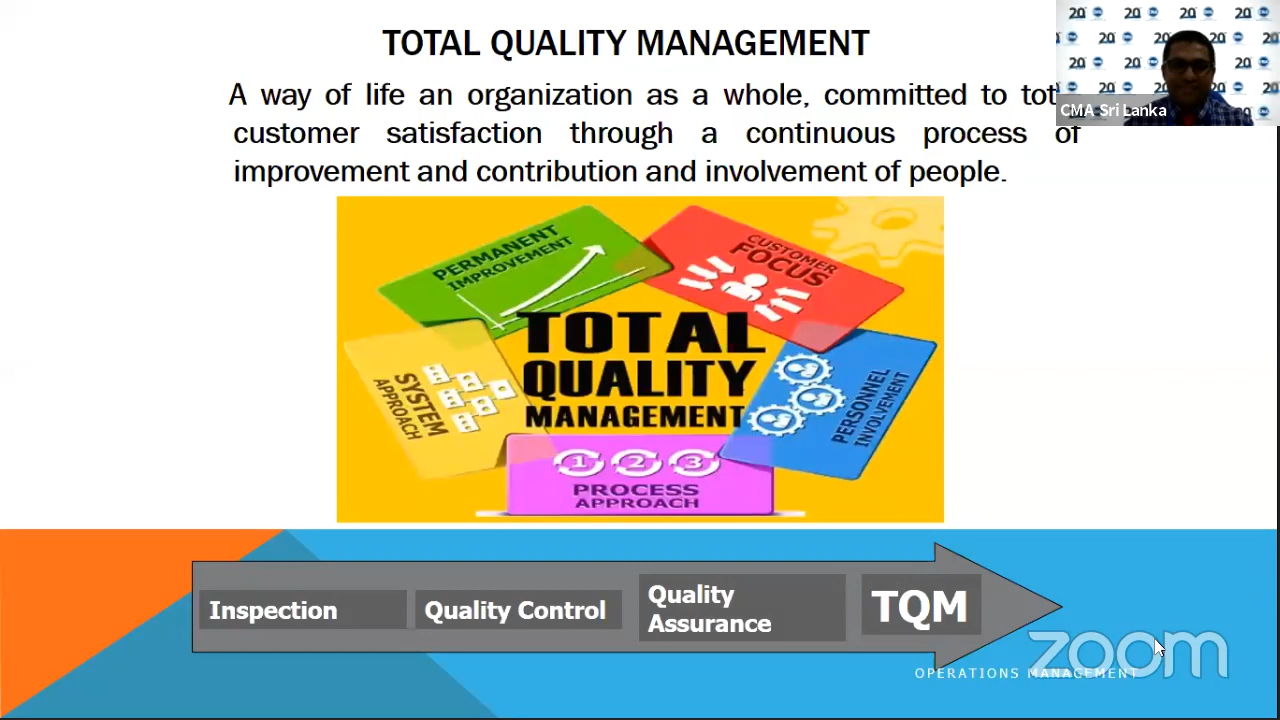 TOTAL QUALITY MANAGEMENT
A way of life an organization as a whole, committed to
customer satisfaction through a continuous process of
improvement and contribution and involvement of people.
CMA Sri Lanka
PERMANENT
IMPROVEMENT
CUSTOMER
FOCUS
TOTAL
QUALITY
MANAGEMENT
SYSTEM
APPROACH
PERSONNEL
INVOLVEMENT
1 2 3
PROCESS
APPROACH
Inspection
Quality Control
Quality
Assurance
TQM
zoom
OPERATIONS MANAGEMENT